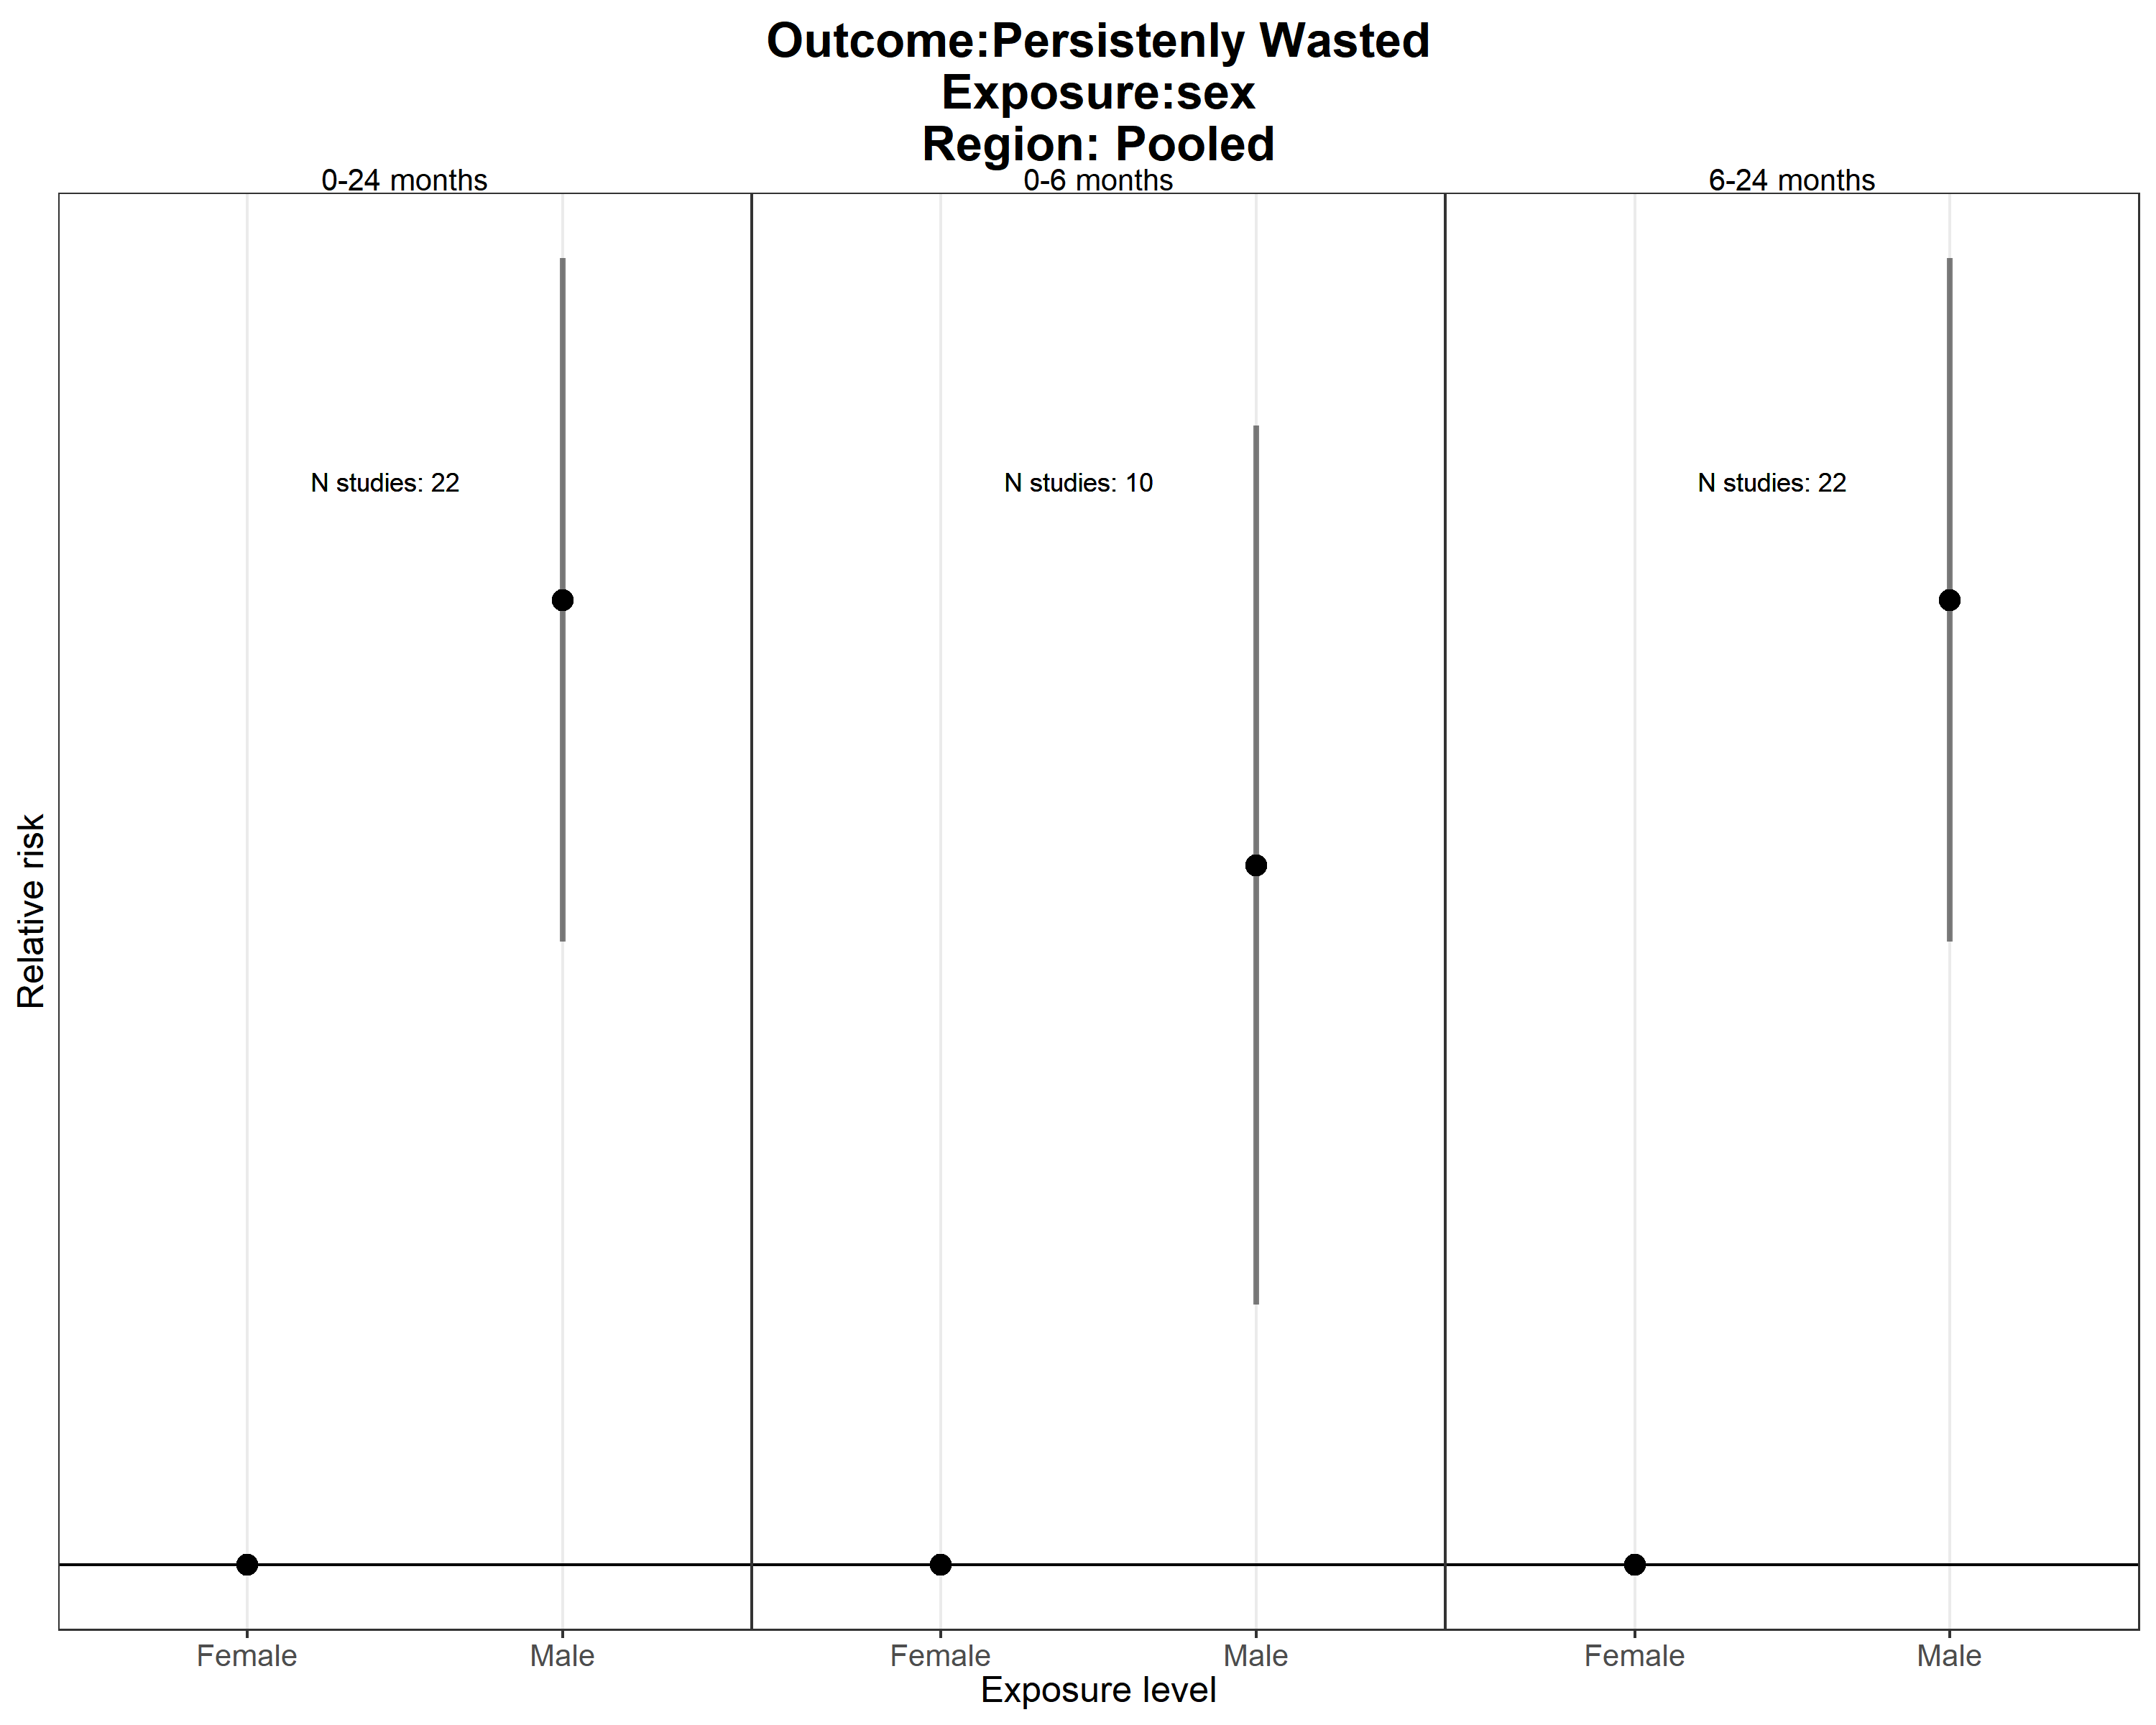 Outcome:Persistenly Wasted
Exposure:sex
Region: Pooled
0-24 months
0-6 months
6-24 months
N studies: 22
N studies: 10
N studies: 22
Relative risk
Female
Male
Female
Male
Female
Male
Exposure level